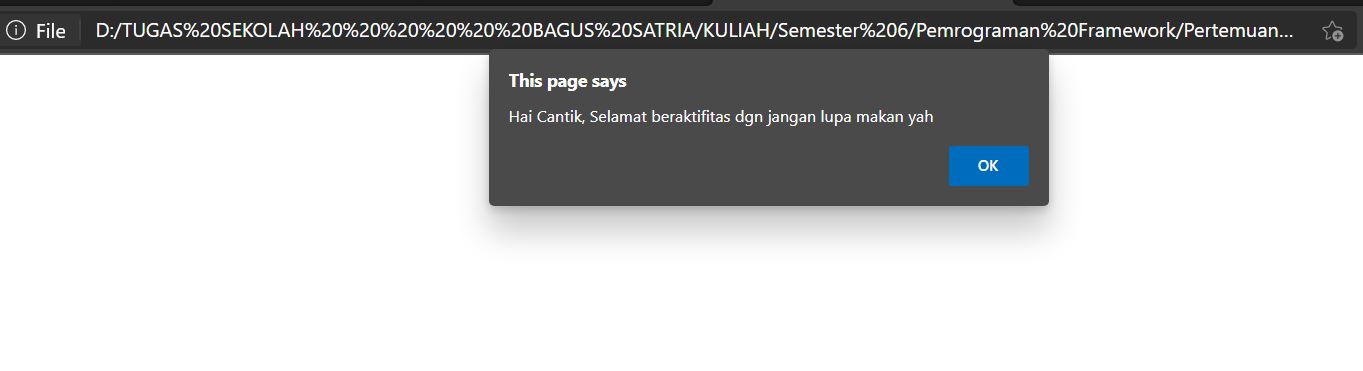 File D:/TUGAS%20SEKOLAH%20%20%20%20%20%20BAGUS%20SATRIA/KULIAH/Semester%206/Pemrograman%20Framework/Pertemuan...
This page says
Hai Cantik, Selamat beraktifitas dgn jangan lupa makan yah
OK